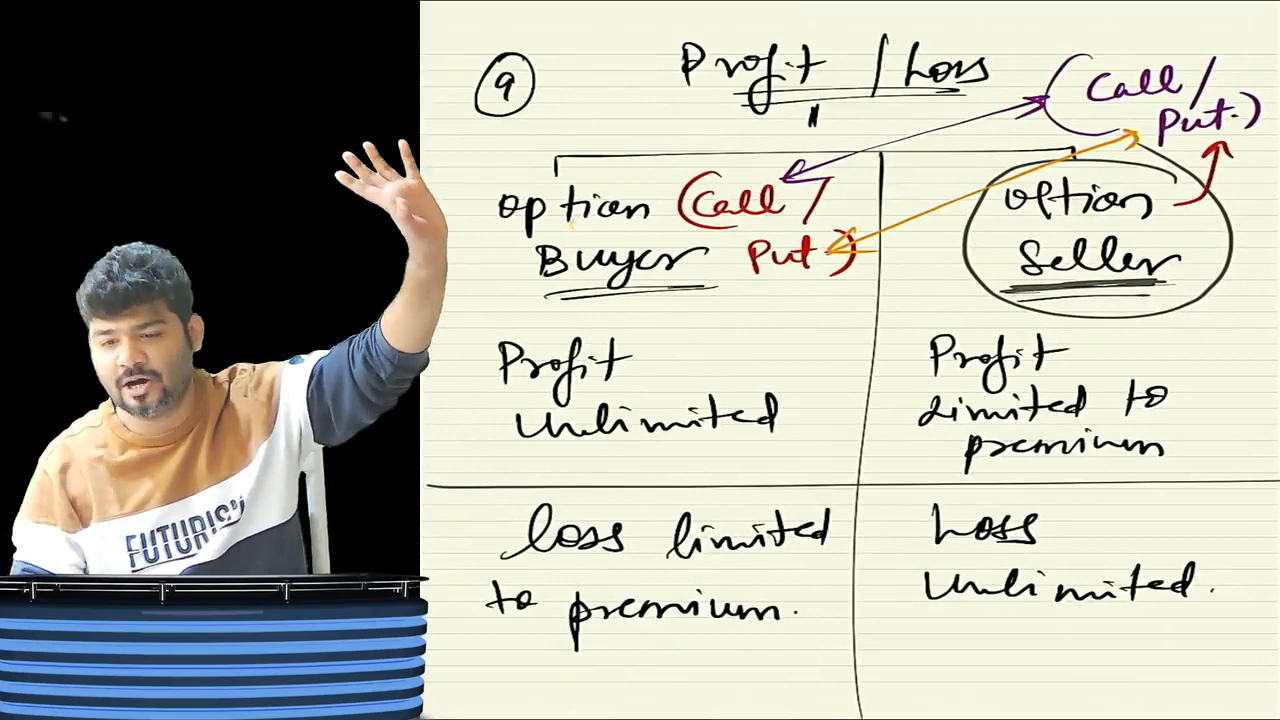 9
Profit / Loss
(Call /
Put.)
option (Call /
Buyer Put)
option
Seller
Profit
Unlimited
Profit
Limited to
premium
loss limited
to premium.
Loss
Unlimited.
FUTURISM